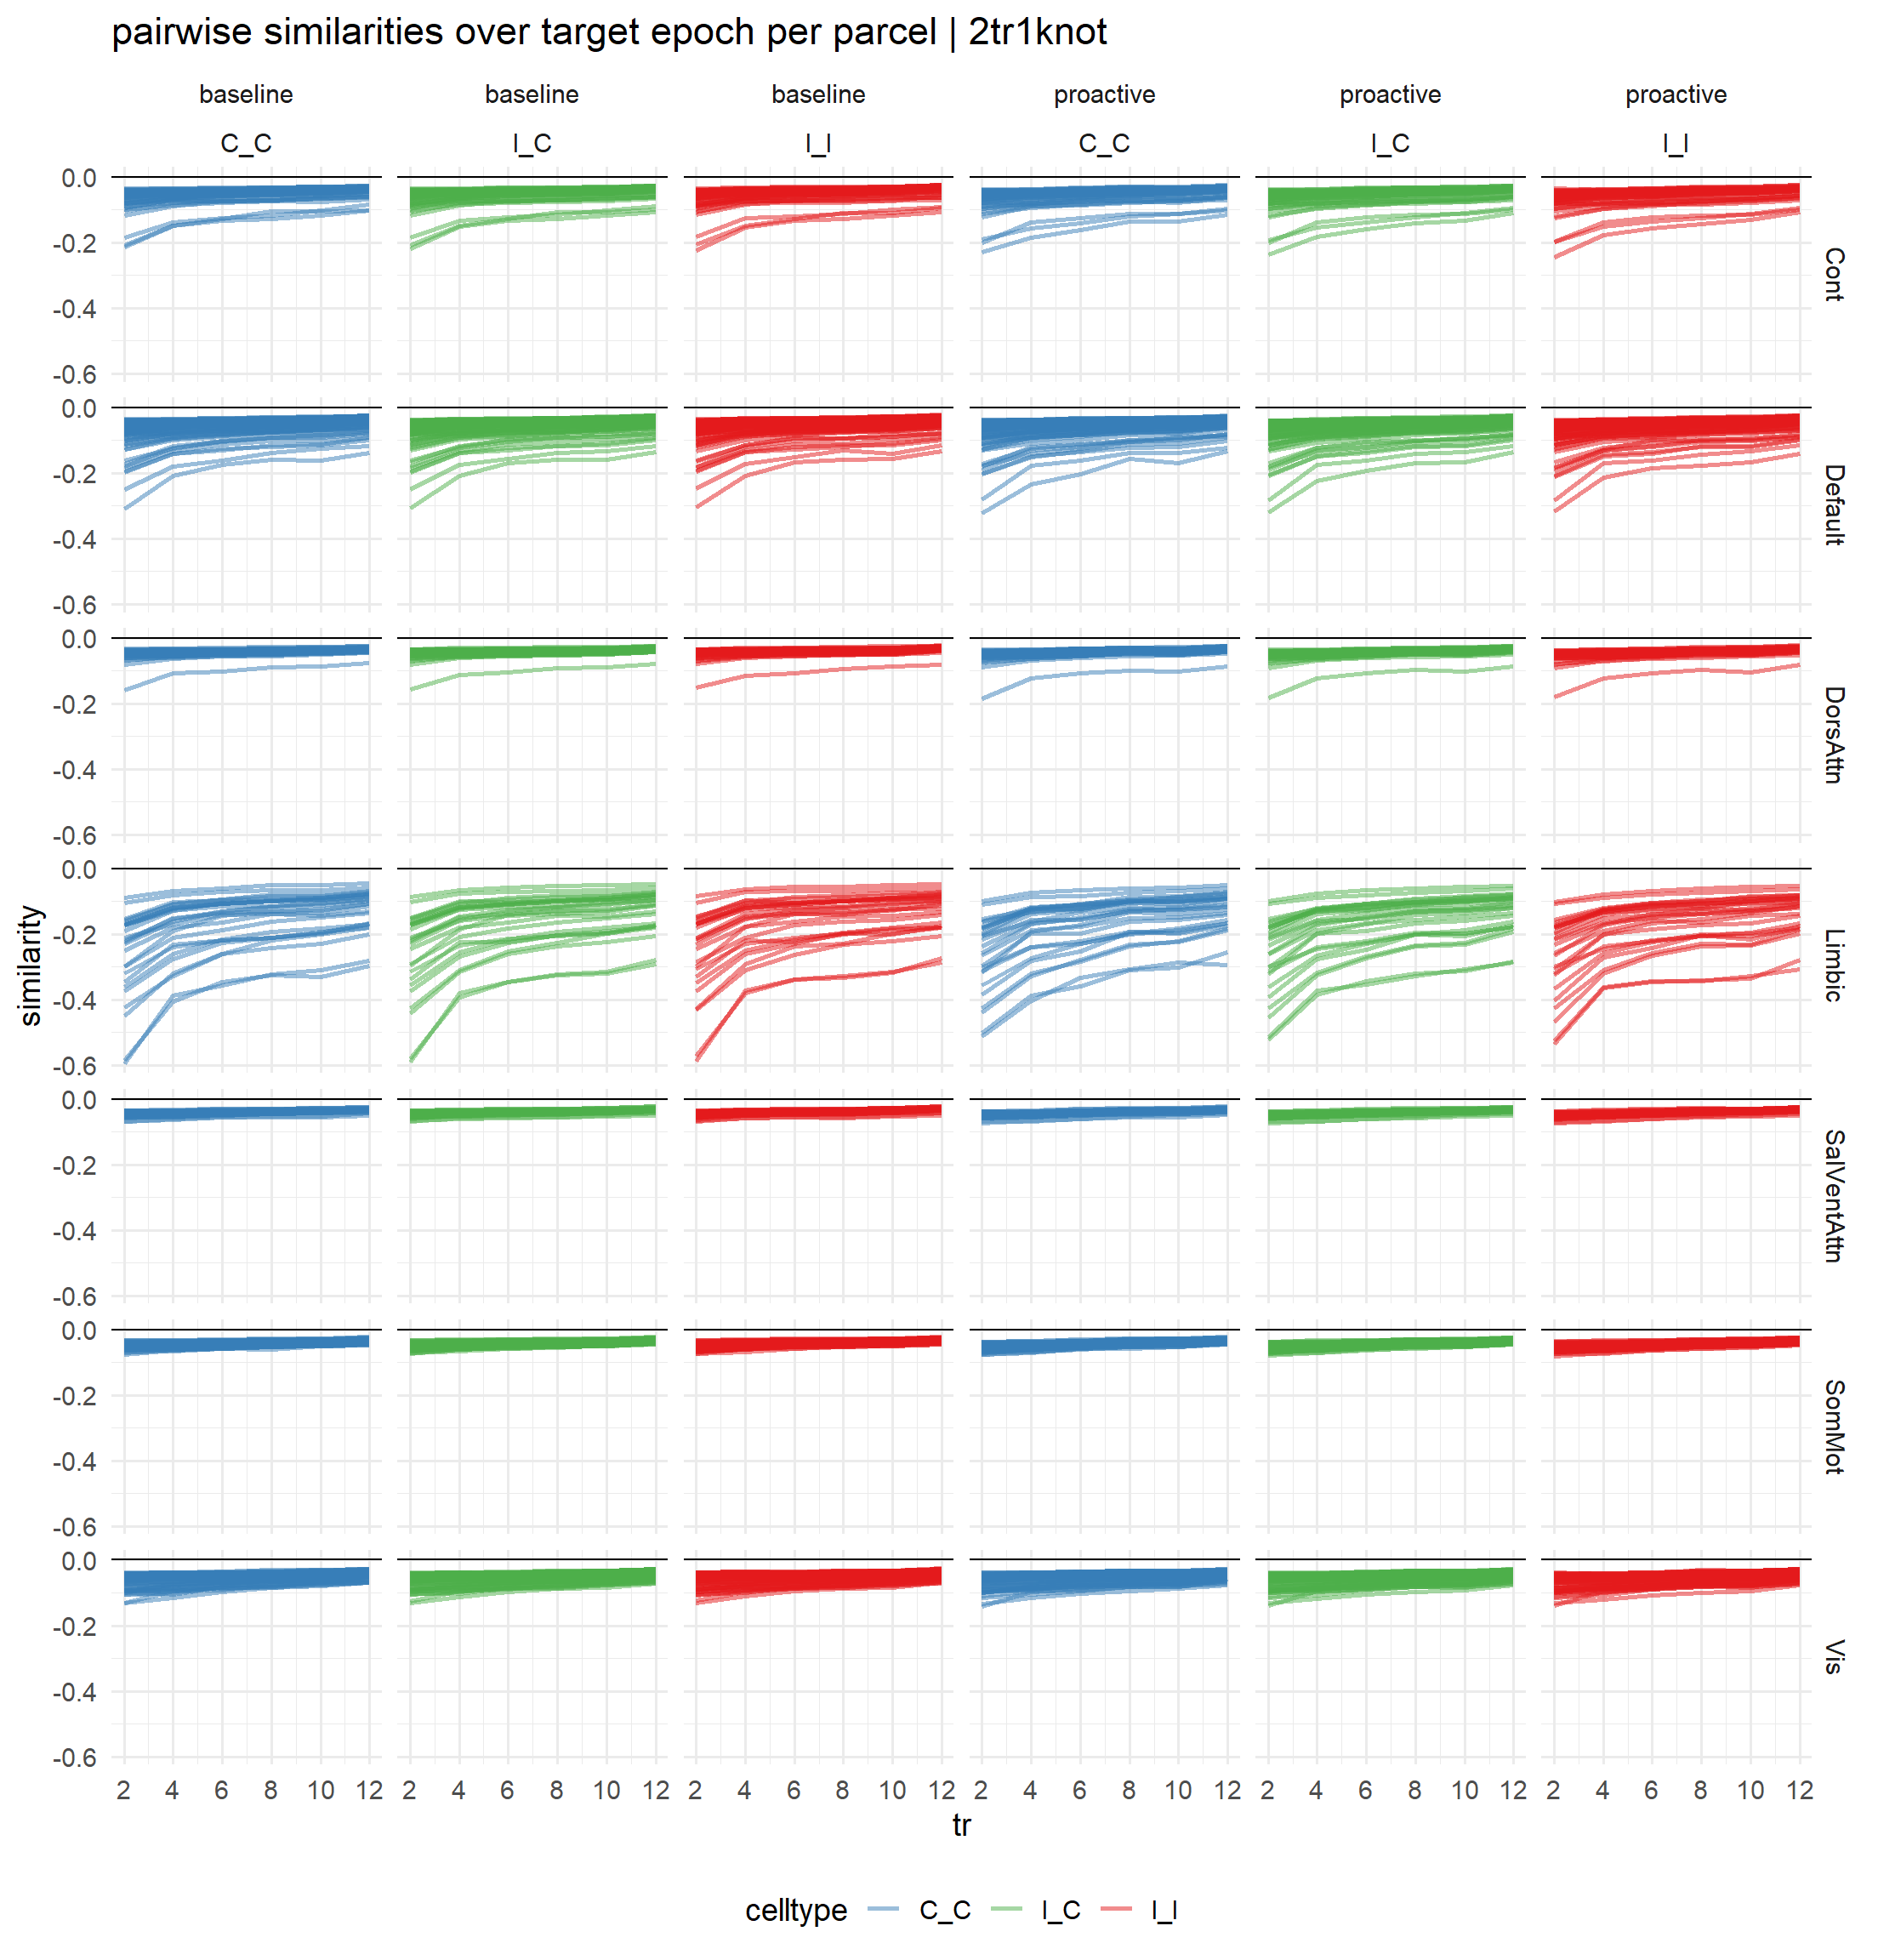 pairwise similarities over target epoch per parcel | 2tr1knot
baseline baseline baseline proactive proactive proactive
C_C I_C I_I C_C I_C I_I
0.0
-0.2
-0.4
-0.6
Cont
0.0
-0.2
-0.4
-0.6
Default
0.0
-0.2
-0.4
-0.6
DorsAttn
similarity
0.0
-0.2
-0.4
-0.6
Limbic
0.0
-0.2
-0.4
-0.6
SalVentAttn
0.0
-0.2
-0.4
-0.6
SomMot
0.0
-0.2
-0.4
-0.6
Vis
2 4 6 8 10 12 2 4 6 8 10 12 2 4 6 8 10 12 2 4 6 8 10 12 2 4 6 8 10 12 2 4 6 8 10 12
tr
celltype C_C I_C I_I